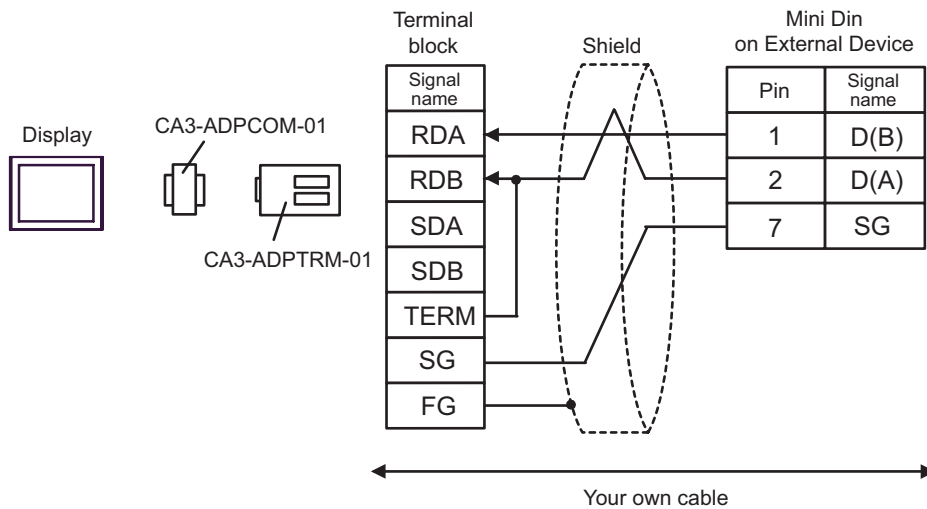 Terminal
block
Shield
Mini Din
on External Device
Display
CA3-ADPCOM-01
CA3-ADPTRM-01
Signal
name
RDA
RDB
SDA
SDB
TERM
SG
FG
Pin
Signal
name
1 D(B)
2 D(A)
7 SG
Your own cable